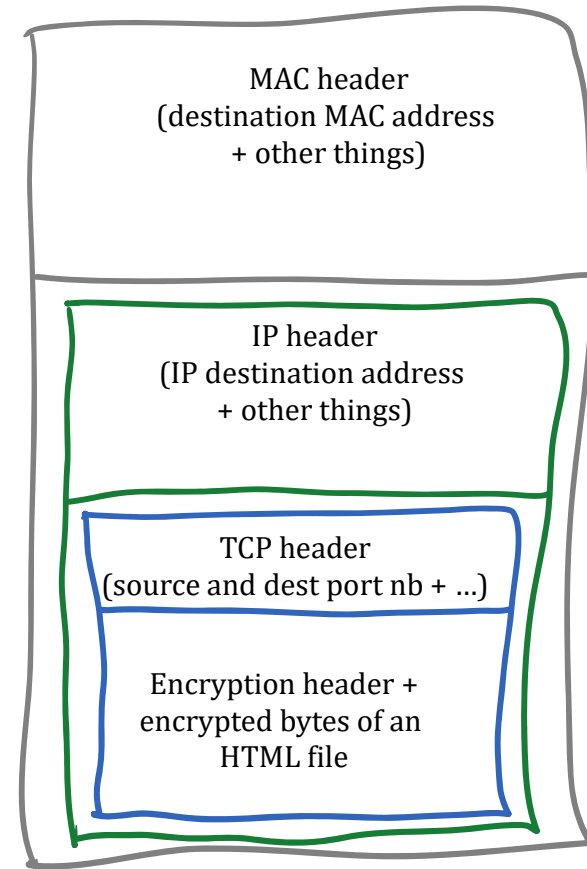 MAC header
(destination MAC address
+ other things)
IP header
(IP destination address
+ other things)
TCP header
(source and dest port nb + …)
Encryption header +
encrypted bytes of an
HTML file